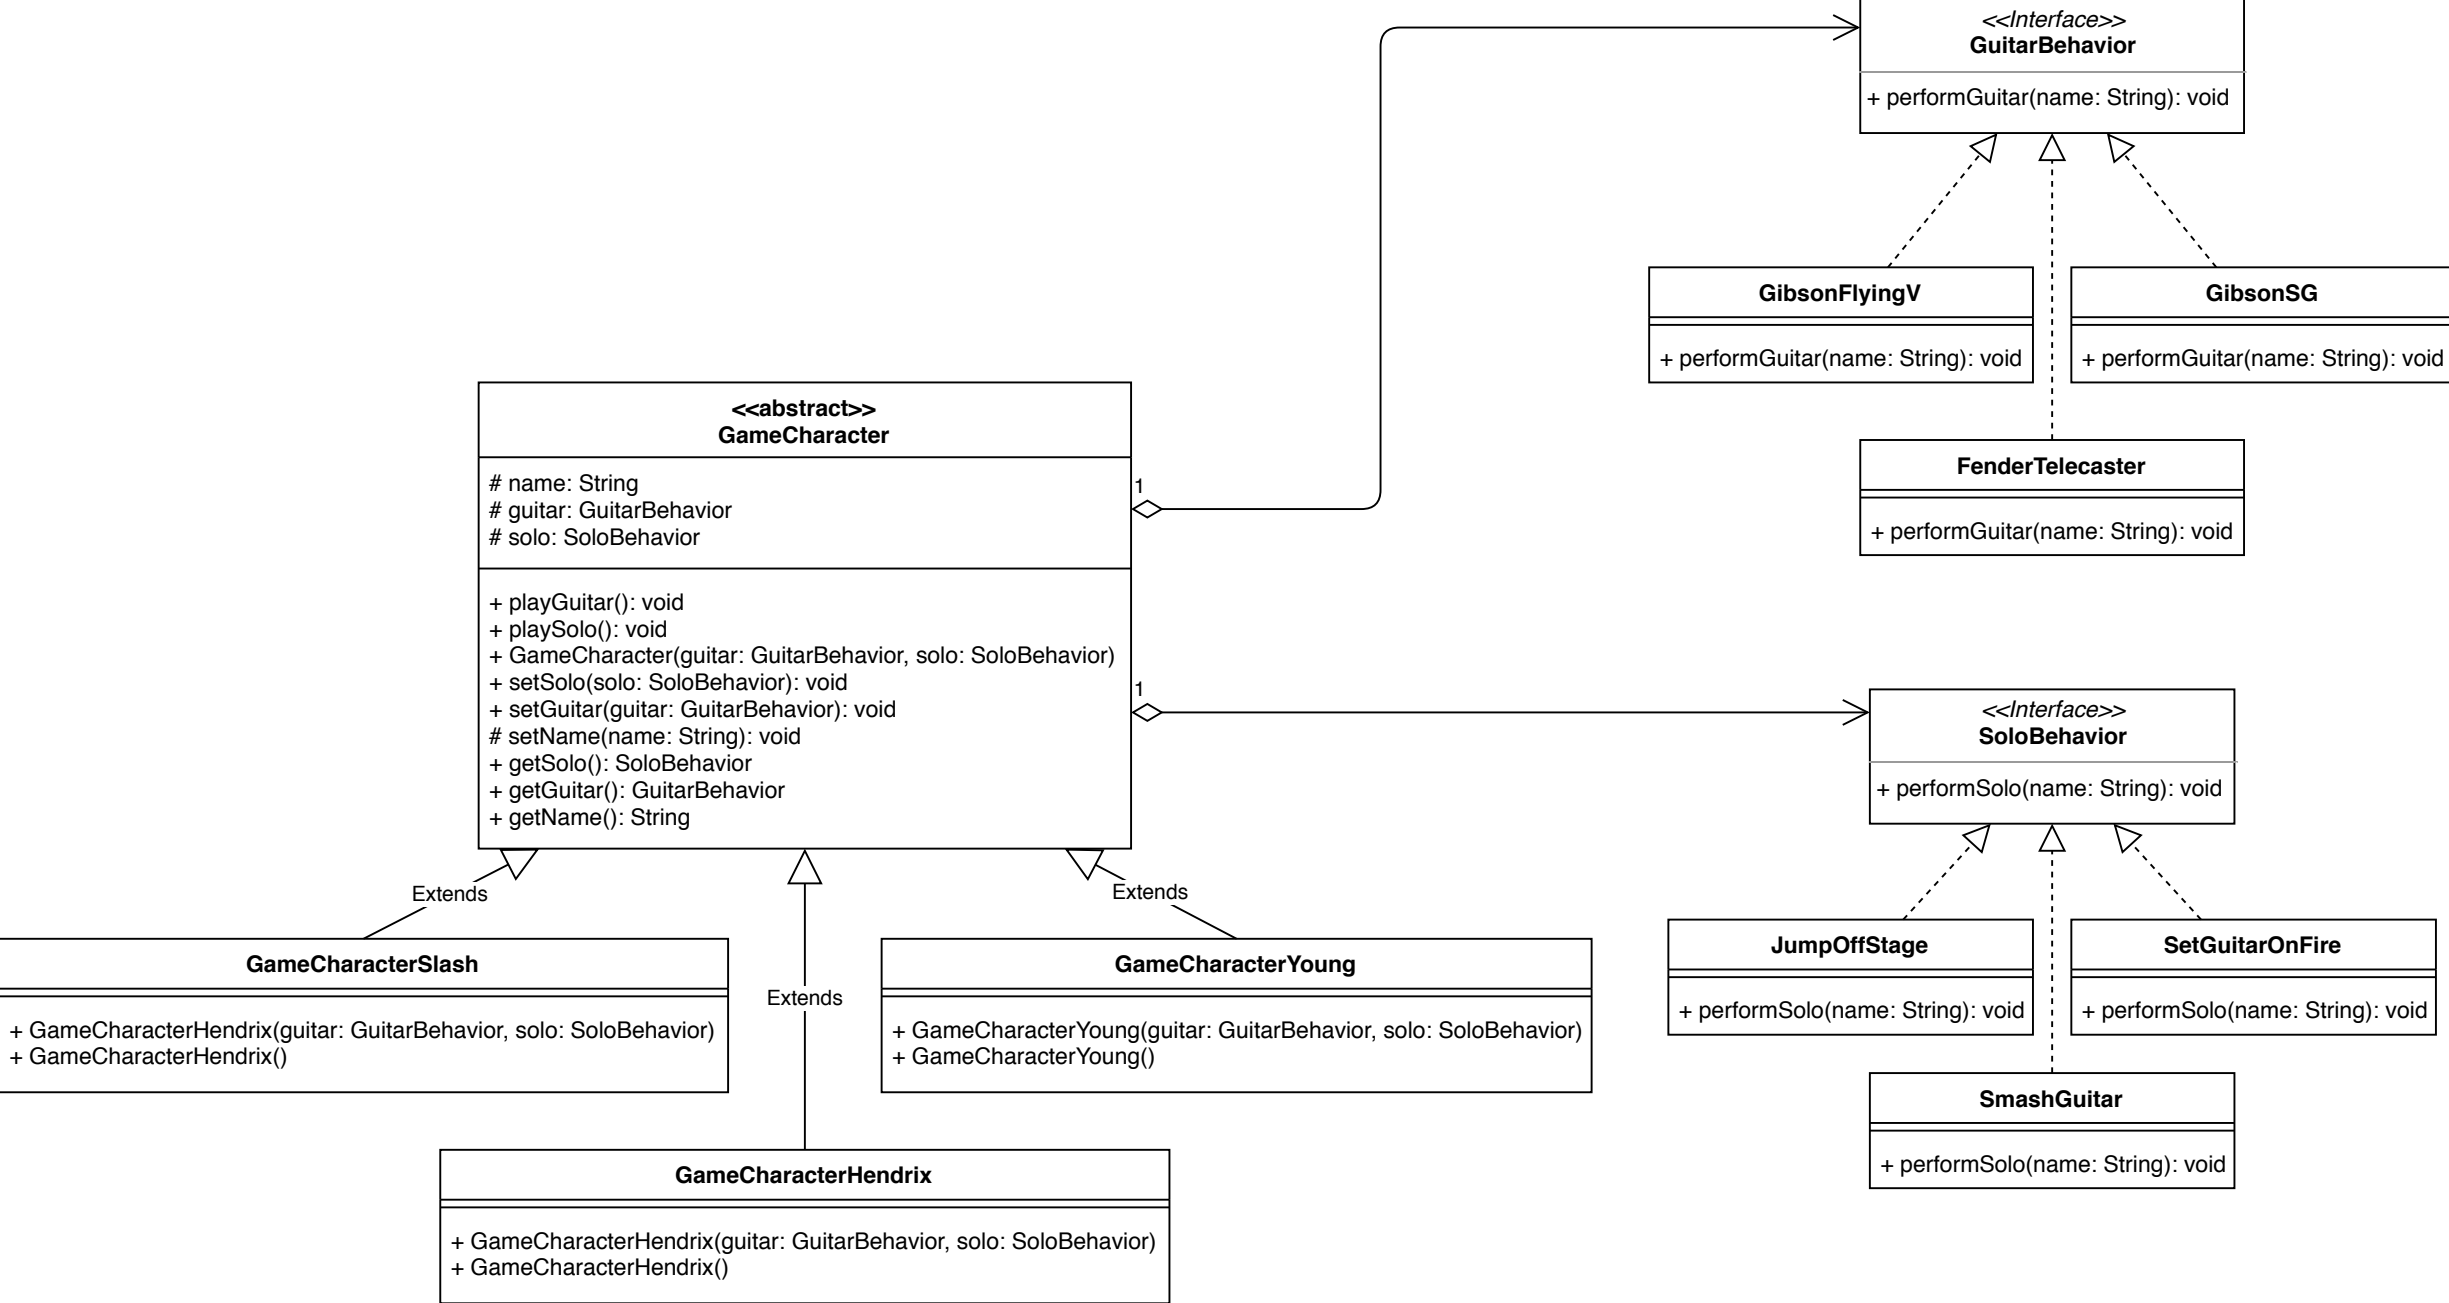 <<Interface>>
GuitarBehavior
+ performGuitar(name: String): void
GibsonFlyingV
+ performGuitar(name: String): void
GibsonSG
+ performGuitar(name: String): void
FenderTelecaster
+ performGuitar(name: String): void
<<abstract>>
GameCharacter
# name: String
# guitar: GuitarBehavior
# solo: SoloBehavior
1
+ playGuitar(): void
+ playSolo(): void
+ GameCharacter(guitar: GuitarBehavior, solo: SoloBehavior)
+ setSolo(solo: SoloBehavior): void
+ setGuitar(guitar: GuitarBehavior): void
# setName(name: String): void
+ getSolo(): SoloBehavior
+ getGuitar(): GuitarBehavior
+ getName(): String
1
<<Interface>>
SoloBehavior
+ performSolo(name: String): void
JumpOffStage
+ performSolo(name: String): void
SetGuitarOnFire
+ performSolo(name: String): void
SmashGuitar
+ performSolo(name: String): void
Extends
Extends
Extends
GameCharacterSlash
+ GameCharacterHendrix(guitar: GuitarBehavior, solo: SoloBehavior)
+ GameCharacterHendrix()
GameCharacterYoung
+ GameCharacterYoung(guitar: GuitarBehavior, solo: SoloBehavior)
+ GameCharacterYoung()
GameCharacterHendrix
+ GameCharacterHendrix(guitar: GuitarBehavior, solo: SoloBehavior)
+ GameCharacterHendrix()